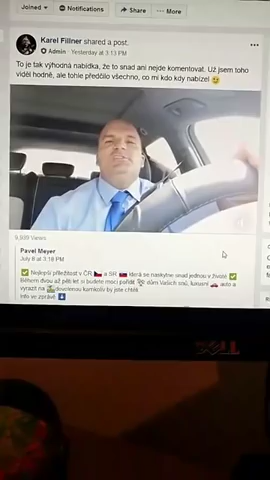 Joined Notifications Share More
Karel Fillner shared a post.
Admin · Yesterday at 3:13 PM
To je tak výhodná nabídka, že to snad ani nejde komentovat. Už jsem toho
viděl hodně, ale tohle předčilo všechno, co mi kdo kdy nabízel
9,939 Views
Pavel Meyer
July 8 at 3:18 PM
Nejlepší příležitost v ČR a SR která se naskytne snad jednou v životě
Během dvou až pěti let si budete moci pořídit dům Vašich snů, luxusní auto a
vyrazit na dovolenou kamkoliv by jste chtěli
Info ve zprávě
DELL